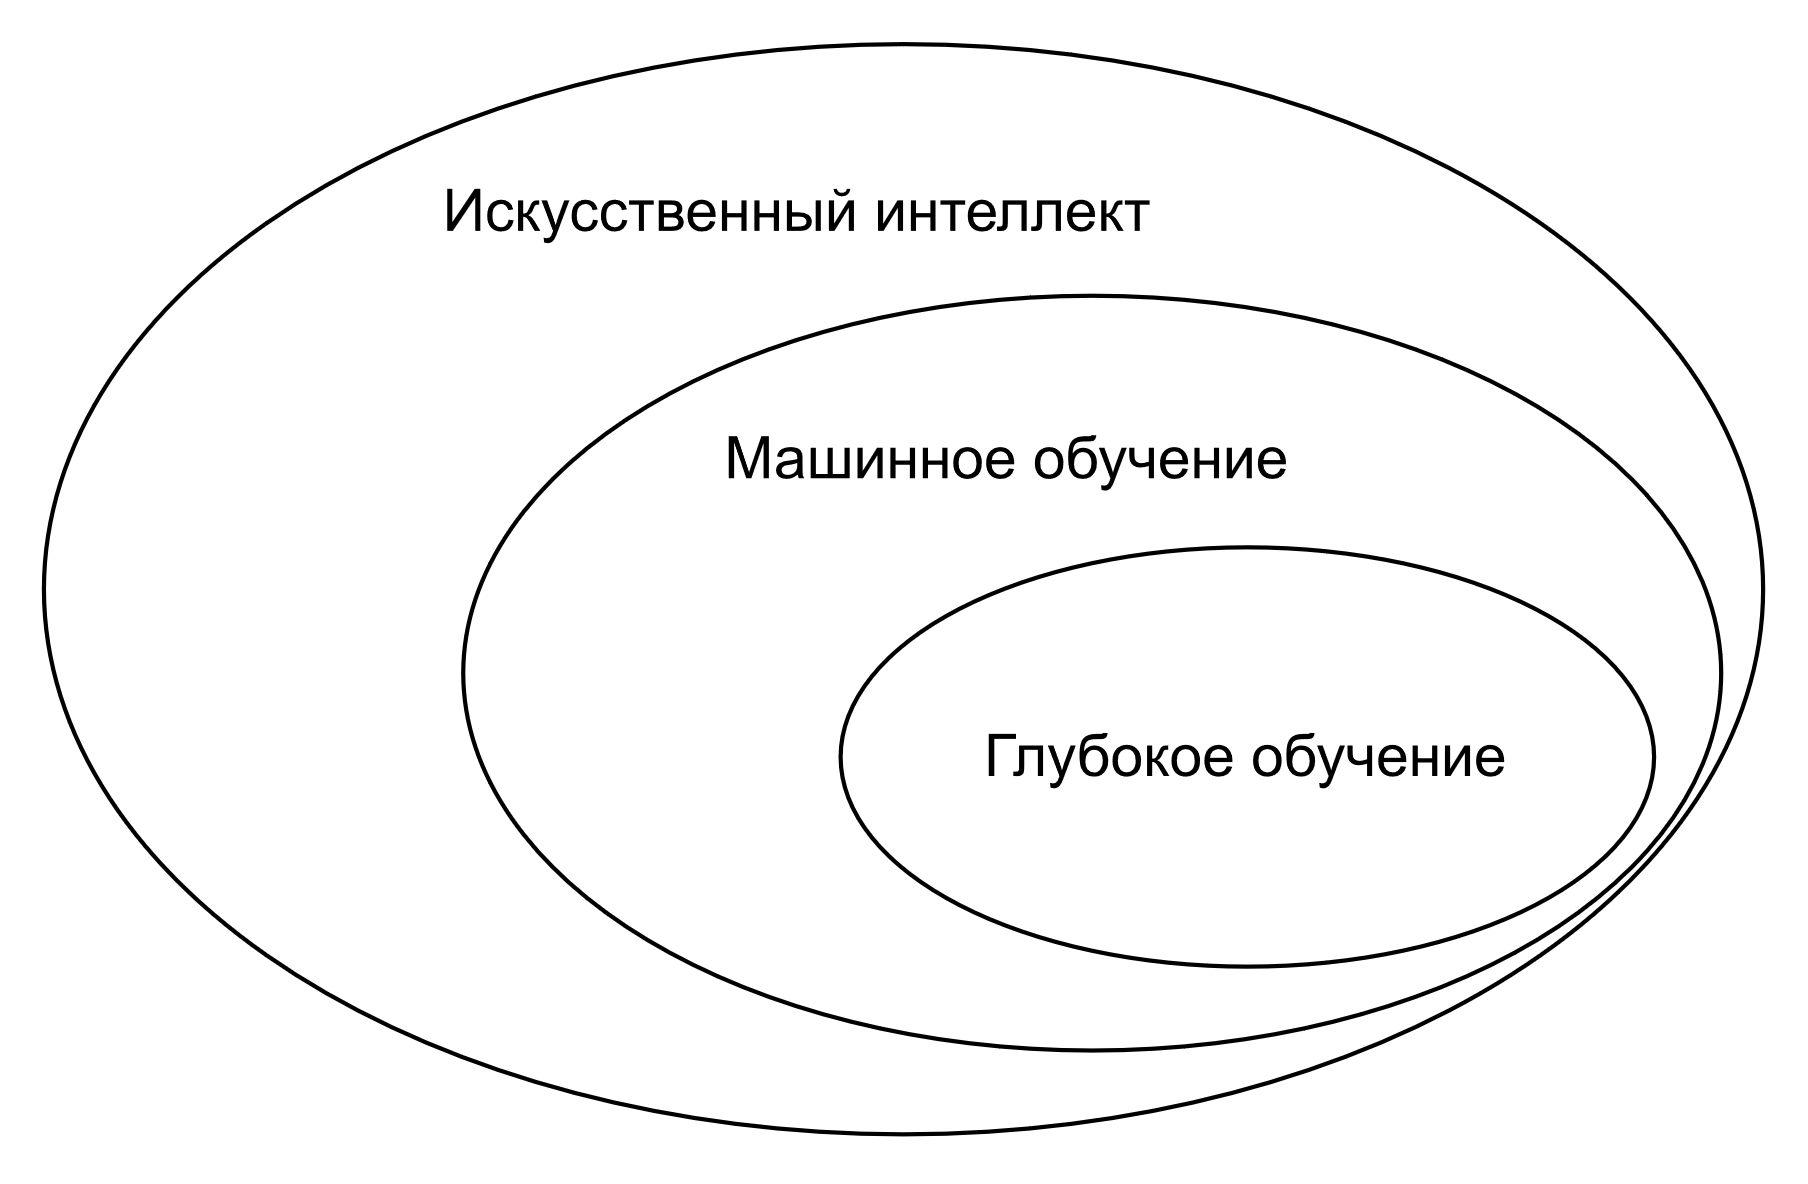 Искусственный интеллект
Машинное обучение
Глубокое обучение